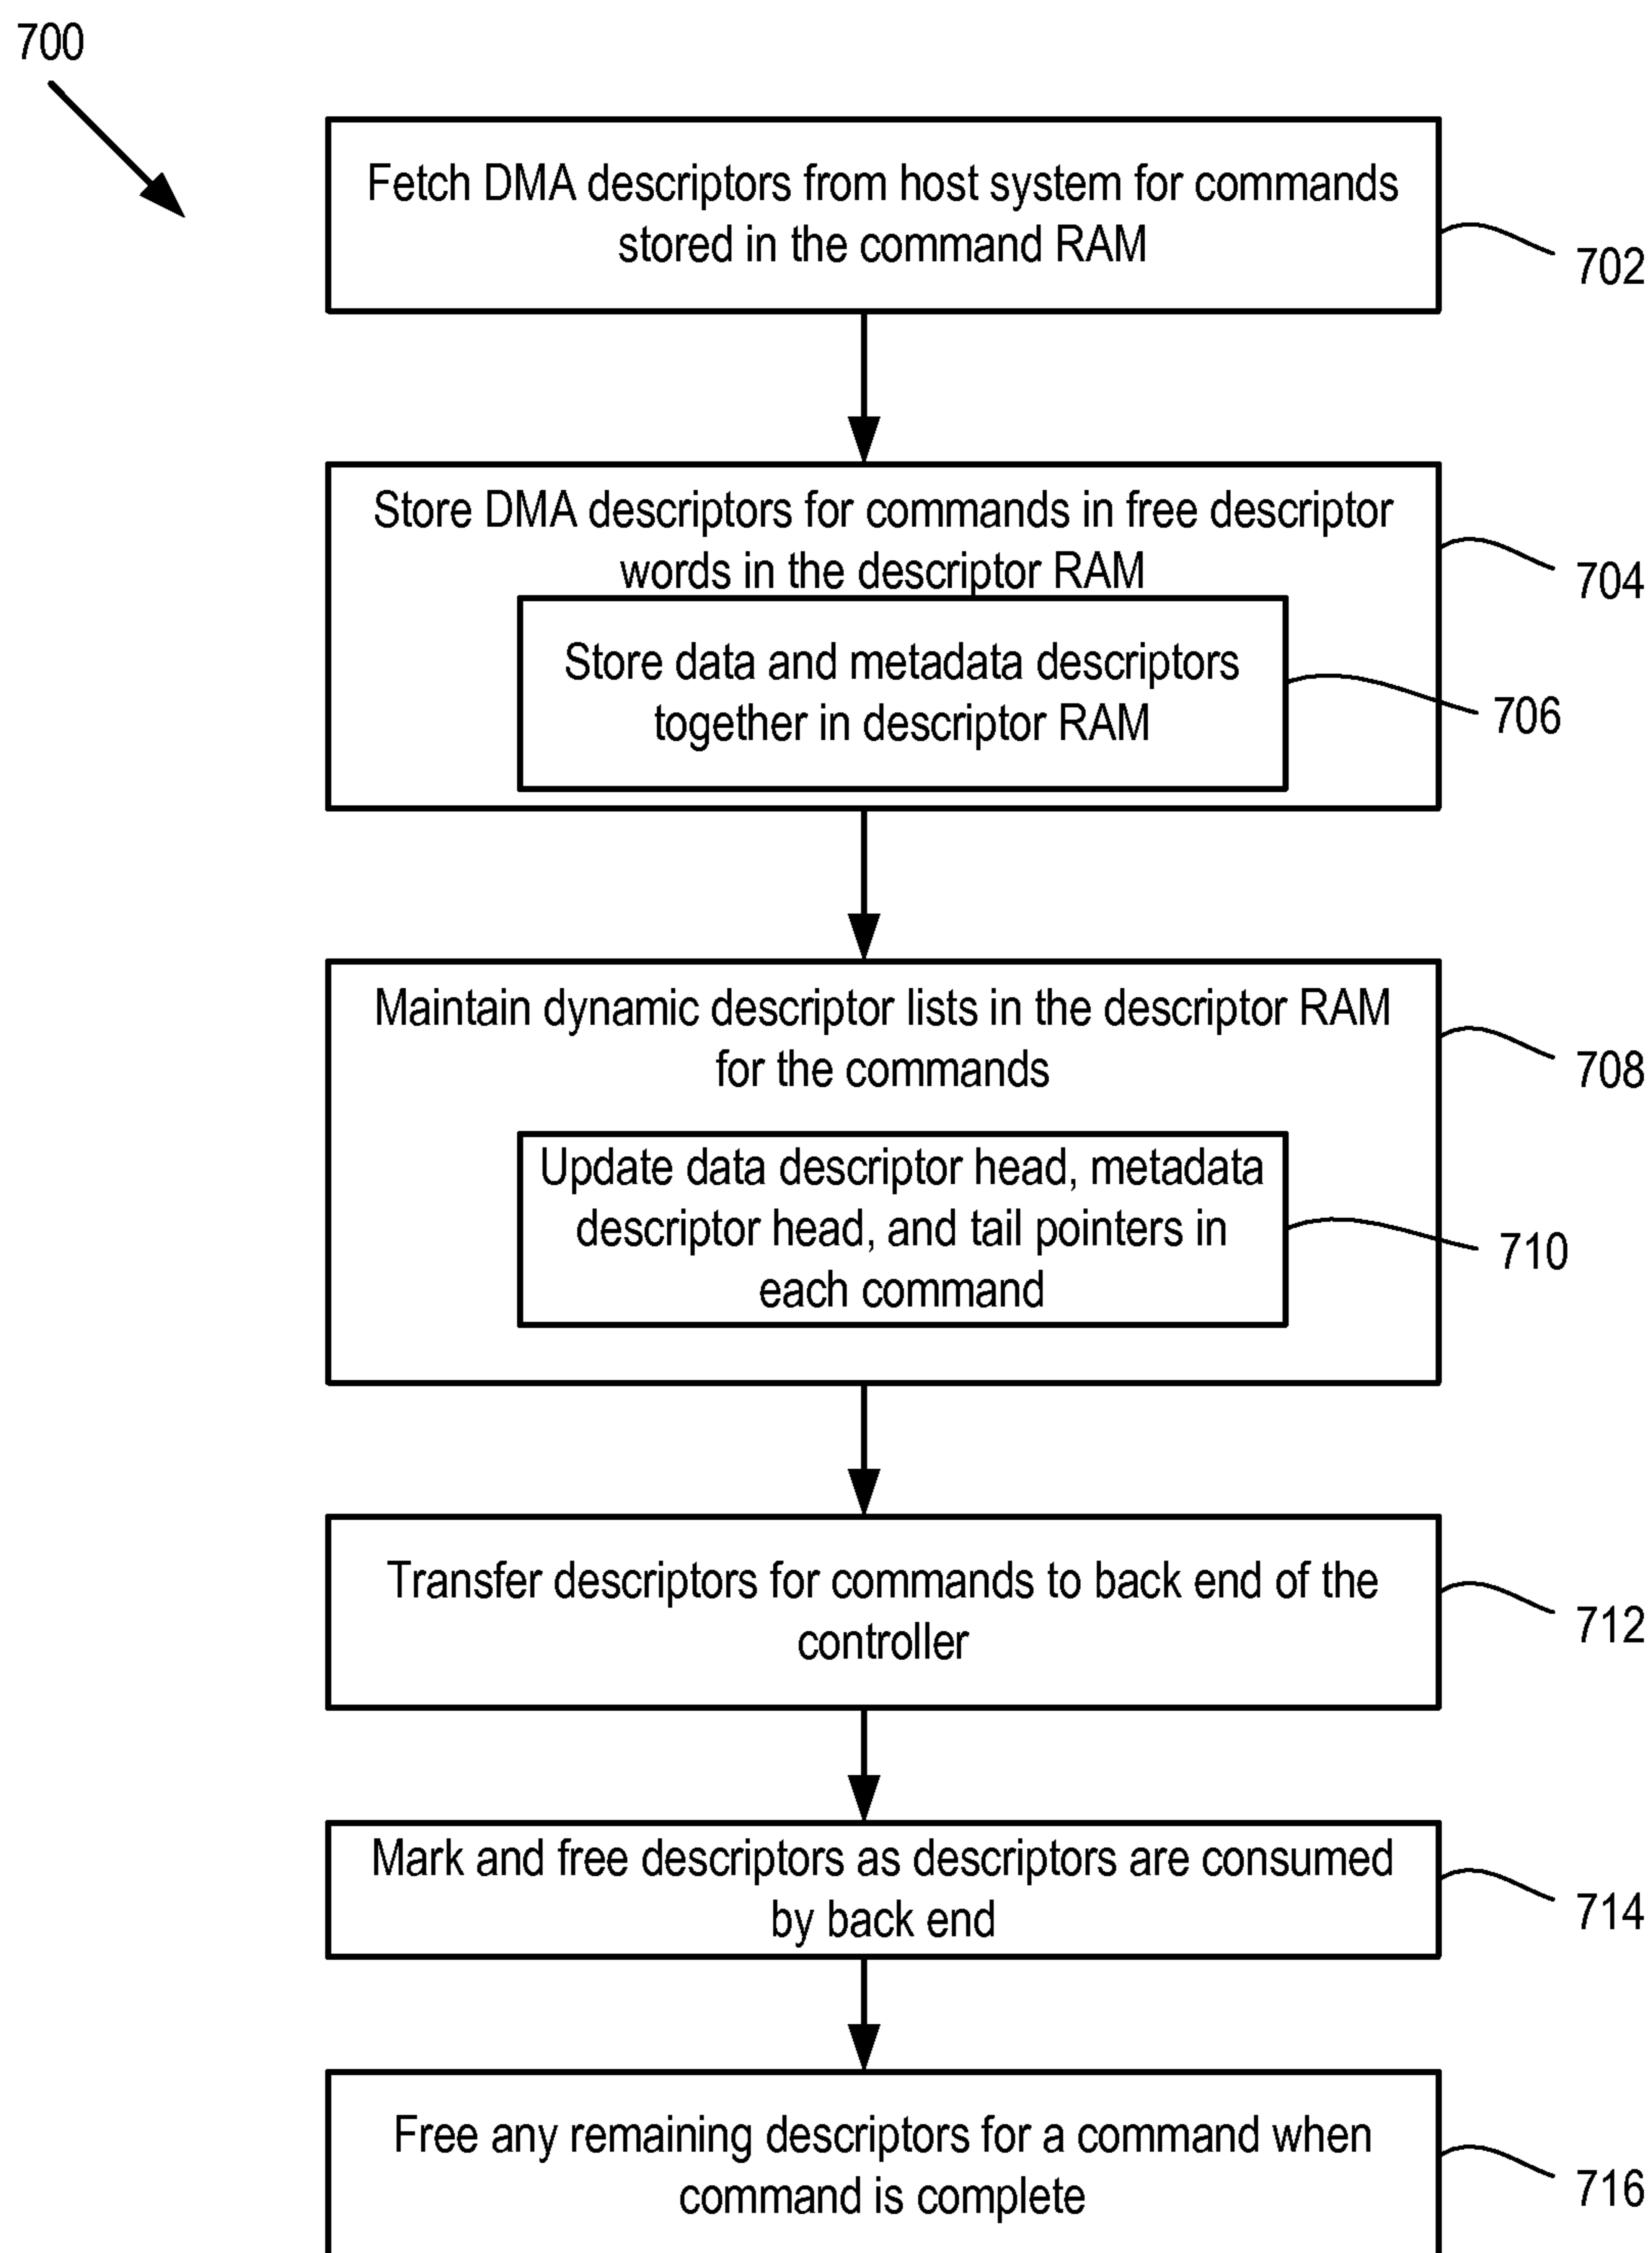 700
Fetch DMA descriptors from host system for commands
stored in the command RAM
702
Store DMA descriptors for commands in free descriptor
words in the descriptor RAM
704
Store data and metadata descriptors
together in descriptor RAM
706
Maintain dynamic descriptor lists in the descriptor RAM
for the commands
708
Update data descriptor head, metadata
descriptor head, and tail pointers in
each command
710
Transfer descriptors for commands to back end of the
controller
712
Mark and free descriptors as descriptors are consumed
by back end
714
Free any remaining descriptors for a command when
command is complete
716